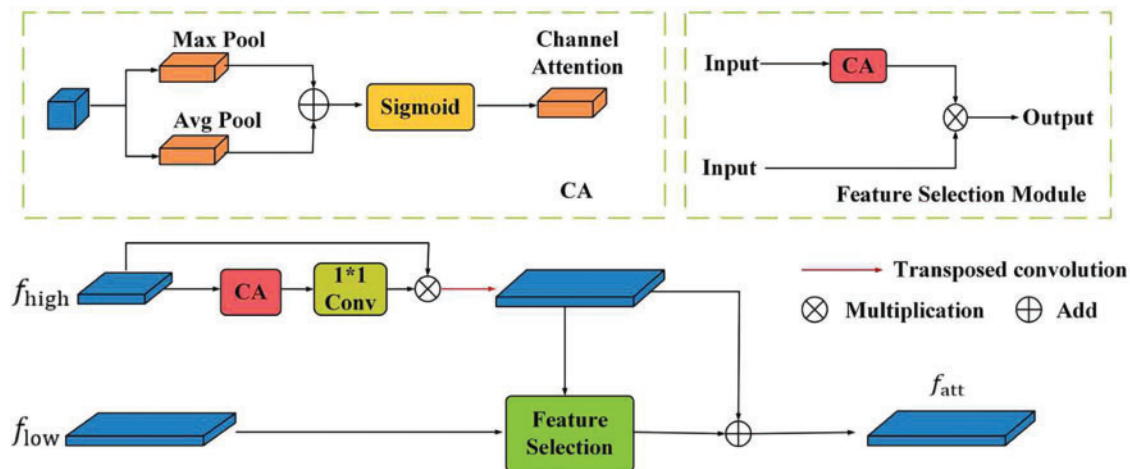 Max Pool
Avg Pool
Sigmoid
Channel
Attention
CA
Input
CA
Output
Input
Feature Selection Module
f_high
CA
1*1
Conv
Transposed convolution
Multiplication
Add
f_low
Feature
Selection
f_att